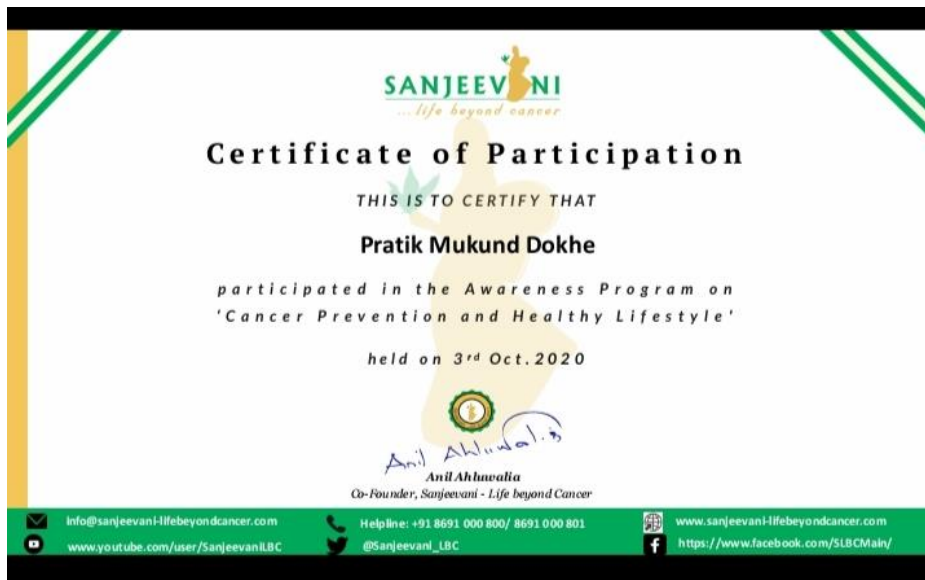 SANJEEVANI
...life beyond cancer
Certificate of Participation
THIS IS TO CERTIFY THAT
Pratik Mukund Dokhe
participated in the Awareness Program on
'Cancer Prevention and Healthy Lifestyle'
held on 3rd Oct.2020
Anil Ahluwalia
Anil Ahluwalia
Co-Founder, Sanjeevani - Life beyond Cancer
info@sanjeevani-lifebeyondcancer.com
Helpline: +91 8691 000 800/ 8691 000 801
www.sanjeevani-lifebeyondcancer.com
www.youtube.com/user/SanjeevaniLBC
@Sanjeevani_LBC
https://www.facebook.com/SLBCMain/